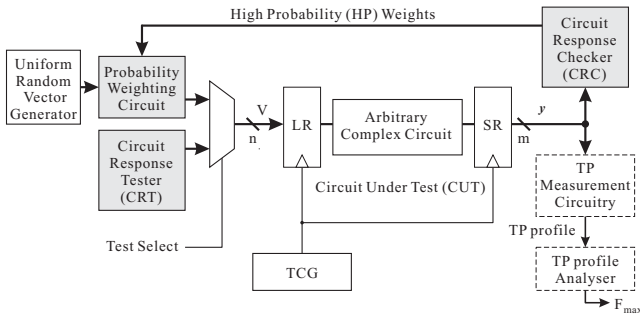 High Probability (HP) Weights
Circuit
Response
Checker
(CRC)
Uniform
Random
Vector
Generator
Probability
Weighting
Circuit
Circuit
Response
Tester
(CRT)
Test Select
V
n
LR
Arbitrary
Complex Circuit
SR
y
m
Circuit Under Test (CUT)
TCG
TP
Measurement
Circuitry
TP profile
TP profile
Analyser
Fmax